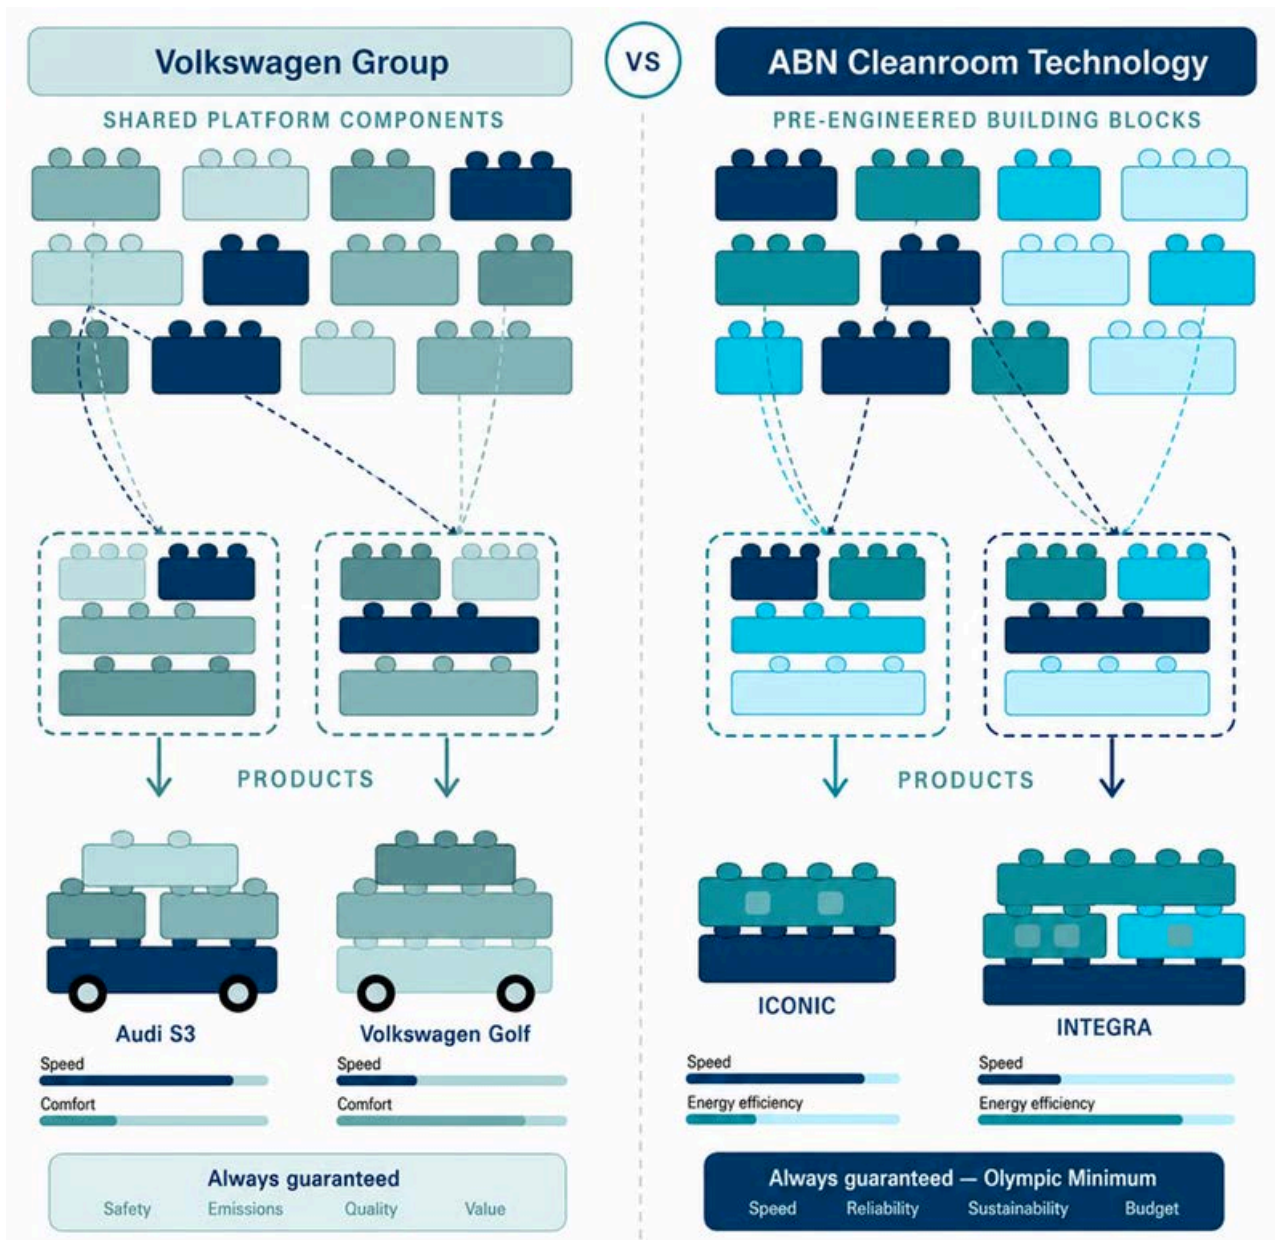 Volkswagen Group
VS
ABN Cleanroom Technology
SHARED PLATFORM COMPONENTS
PRE-ENGINEERED BUILDING BLOCKS
PRODUCTS
PRODUCTS
Audi S3
Volkswagen Golf
ICONIC
INTEGRA
Speed
Comfort
Speed
Comfort
Speed
Energy efficiency
Speed
Energy efficiency
Always guaranteed
Safety Emissions Quality Value
Always guaranteed — Olympic Minimum
Speed Reliability Sustainability Budget